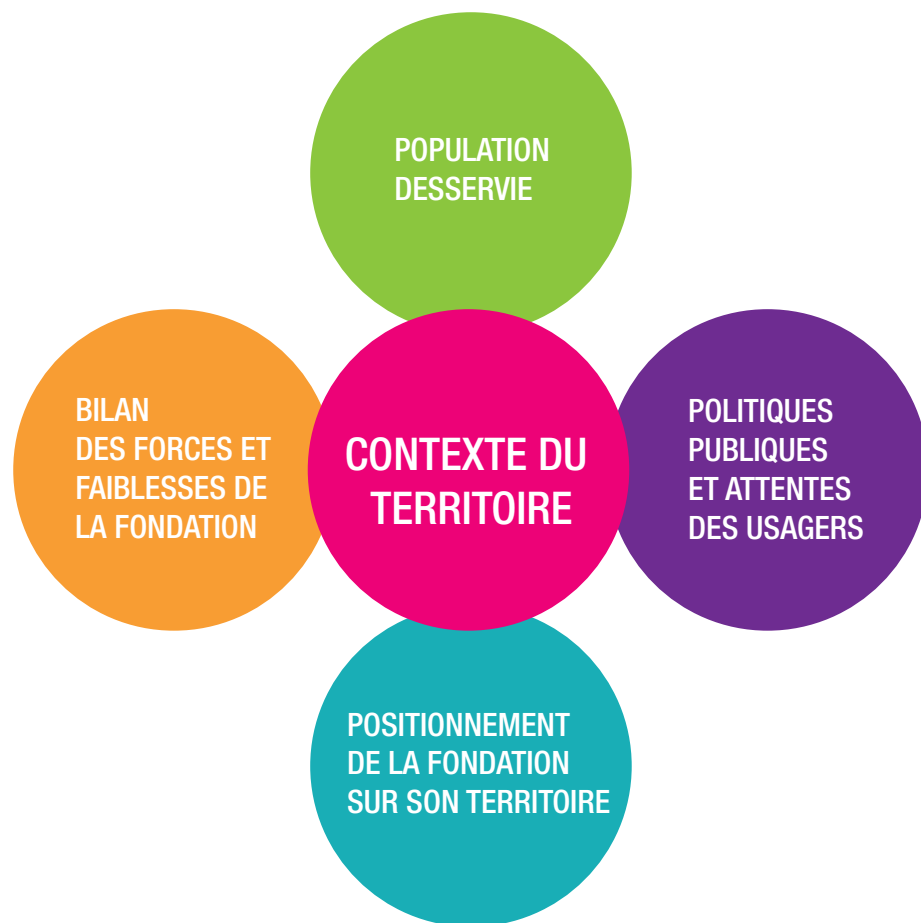 POPULATION
DESSERVIE
BILAN
DES FORCES ET
FAIBLESSES DE
LA FONDATION
CONTEXTE DU
TERRITOIRE
POLITIQUES
PUBLIQUES
ET ATTENTES
DES USAGERS
POSITIONNEMENT
DE LA FONDATION
SUR SON TERRITOIRE